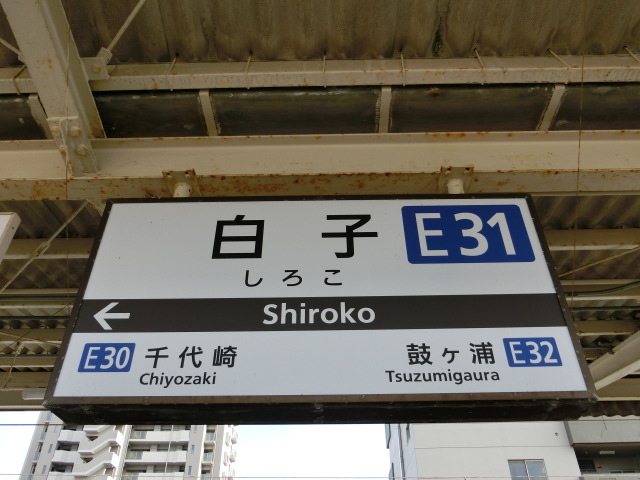 白子 E31
しろこ
← Shiroko
E30 千代崎 鼓ヶ浦 E32
Chiyozaki Tsuzumigaura